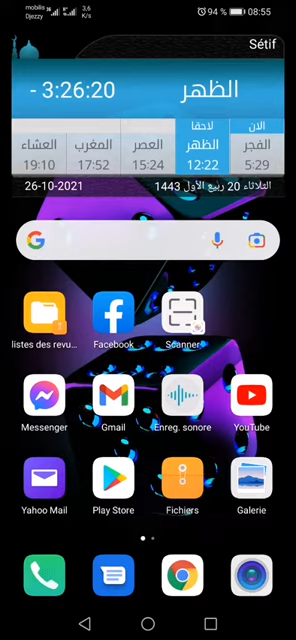 mobilis 3G 4G 3,6 94 % 08:55
Djezzy K/s
Sétif
- 3:26:20 الظهر
الان لاحقا
الفجر الظهر العصر المغرب العشاء
5:29 12:22 15:24 17:52 19:10
26-10-2021 الثلاثاء 20 ربيع الأول 1443
listes des revu... Facebook Scanner
Messenger Gmail Enreg. sonore YouTube
Yahoo Mail Play Store Fichiers Galerie